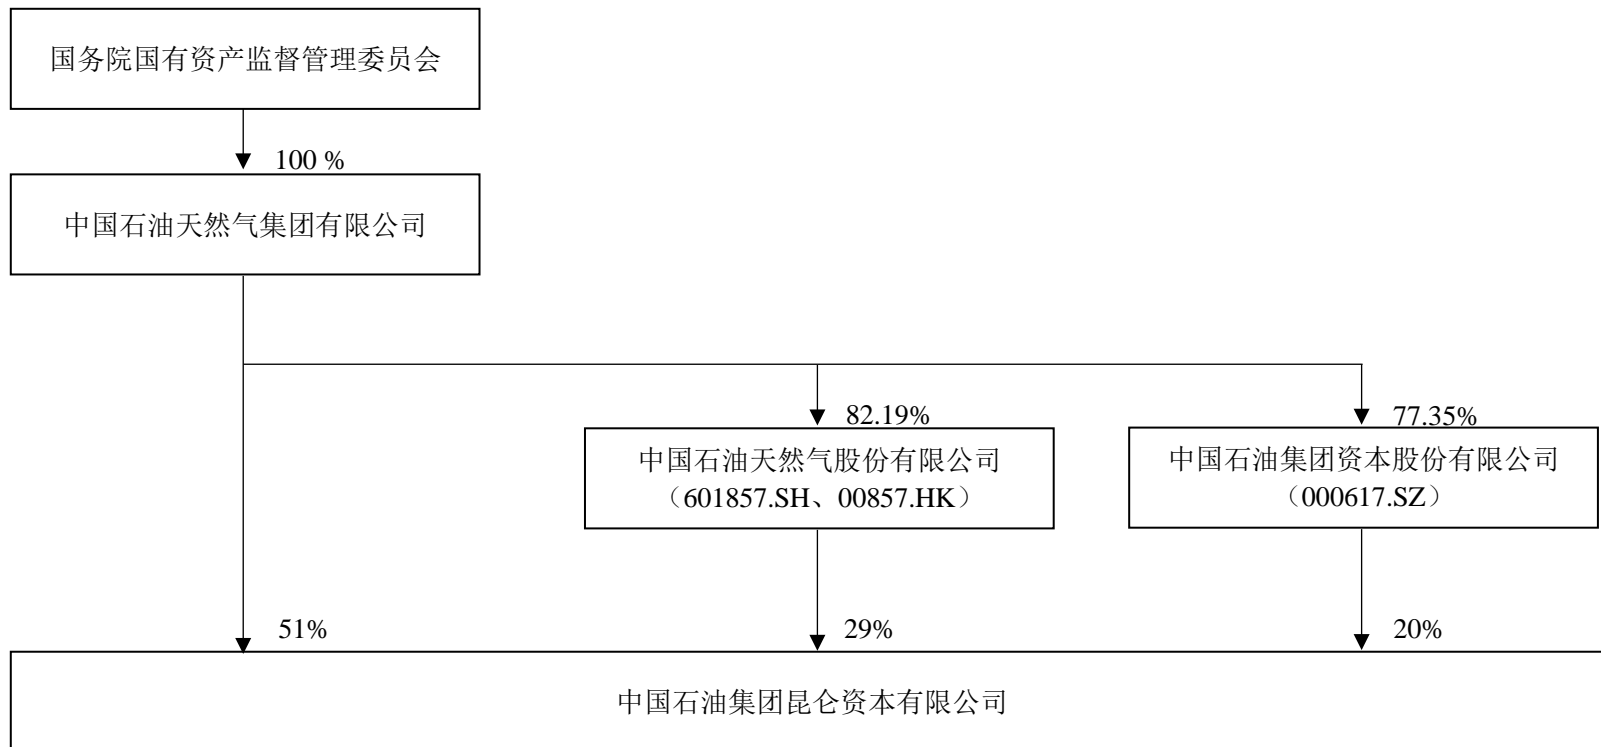 国务院国有资产监督管理委员会
100 %
中国石油天然气集团有限公司
82.19%
77.35%
中国石油天然气股份有限公司
（601857.SH、00857.HK）
中国石油集团资本股份有限公司
（000617.SZ）
51%
29%
20%
中国石油集团昆仑资本有限公司